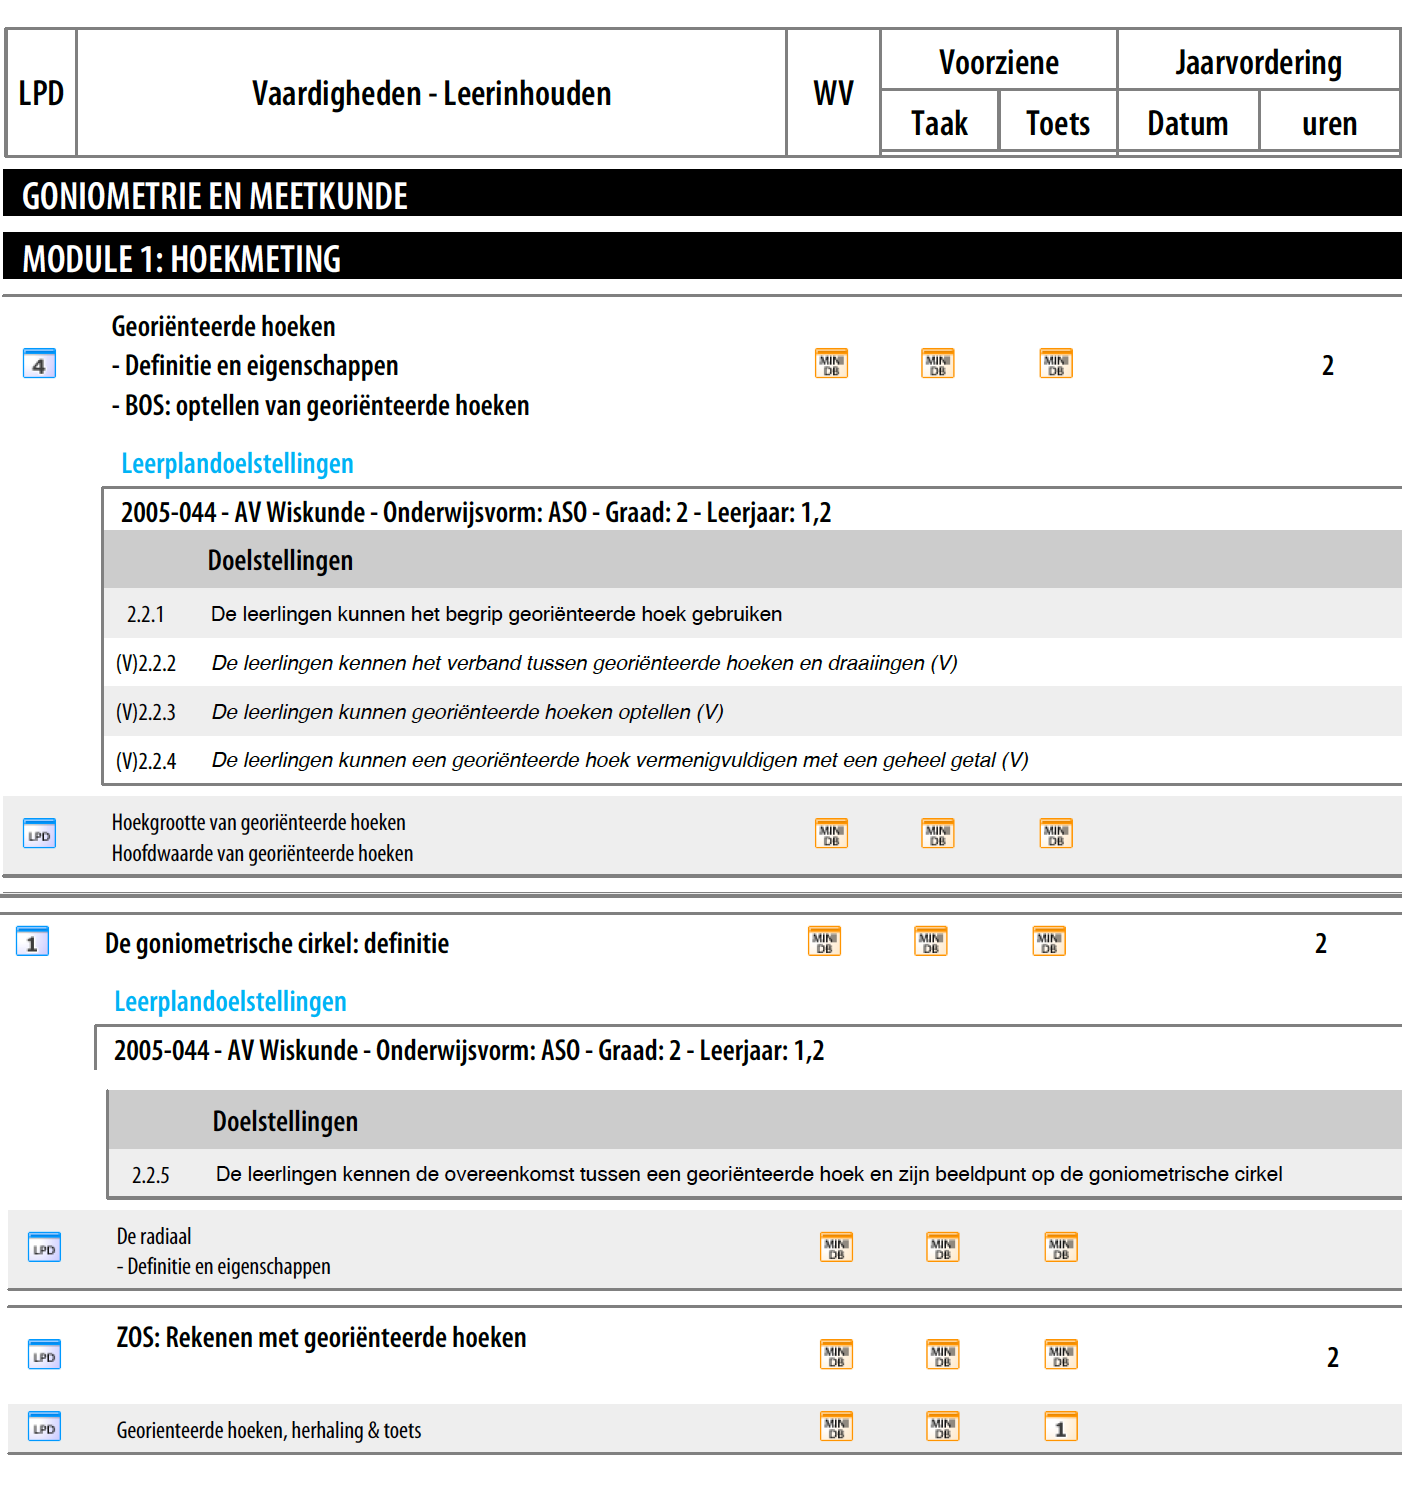 LPD Vaardigheden - Leerinhouden WV Voorziene Jaarvordering
Taak Toets Datum uren
GONIOMETRIE EN MEETKUNDE
MODULE 1: HOEKMETING
Georiënteerde hoeken
4 - Definitie en eigenschappen MINI DB MINI DB MINI DB 2
- BOS: optellen van georiënteerde hoeken
Leerplandoelstellingen
2005-044 - AV Wiskunde - Onderwijsvorm: ASO - Graad: 2 - Leerjaar: 1,2
Doelstellingen
2.2.1 De leerlingen kunnen het begrip georiënteerde hoek gebruiken
(V)2.2.2 De leerlingen kennen het verband tussen georiënteerde hoeken en draaiingen (V)
(V)2.2.3 De leerlingen kunnen georiënteerde hoeken optellen (V)
(V)2.2.4 De leerlingen kunnen een georiënteerde hoek vermenigvuldigen met een geheel getal (V)
LPD Hoekgrootte van georiënteerde hoeken MINI DB MINI DB MINI DB
Hoofdwaarde van georiënteerde hoeken
1 De goniometrische cirkel: definitie MINI DB MINI DB MINI DB 2
Leerplandoelstellingen
2005-044 - AV Wiskunde - Onderwijsvorm: ASO - Graad: 2 - Leerjaar: 1,2
Doelstellingen
2.2.5 De leerlingen kennen de overeenkomst tussen een georiënteerde hoek en zijn beeldpunt op de goniometrische cirkel
LPD De radiaal MINI DB MINI DB MINI DB
- Definitie en eigenschappen
LPD ZOS: Rekenen met georiënteerde hoeken MINI DB MINI DB MINI DB 2
LPD Georienteerde hoeken, herhaling & toets MINI DB MINI DB 1